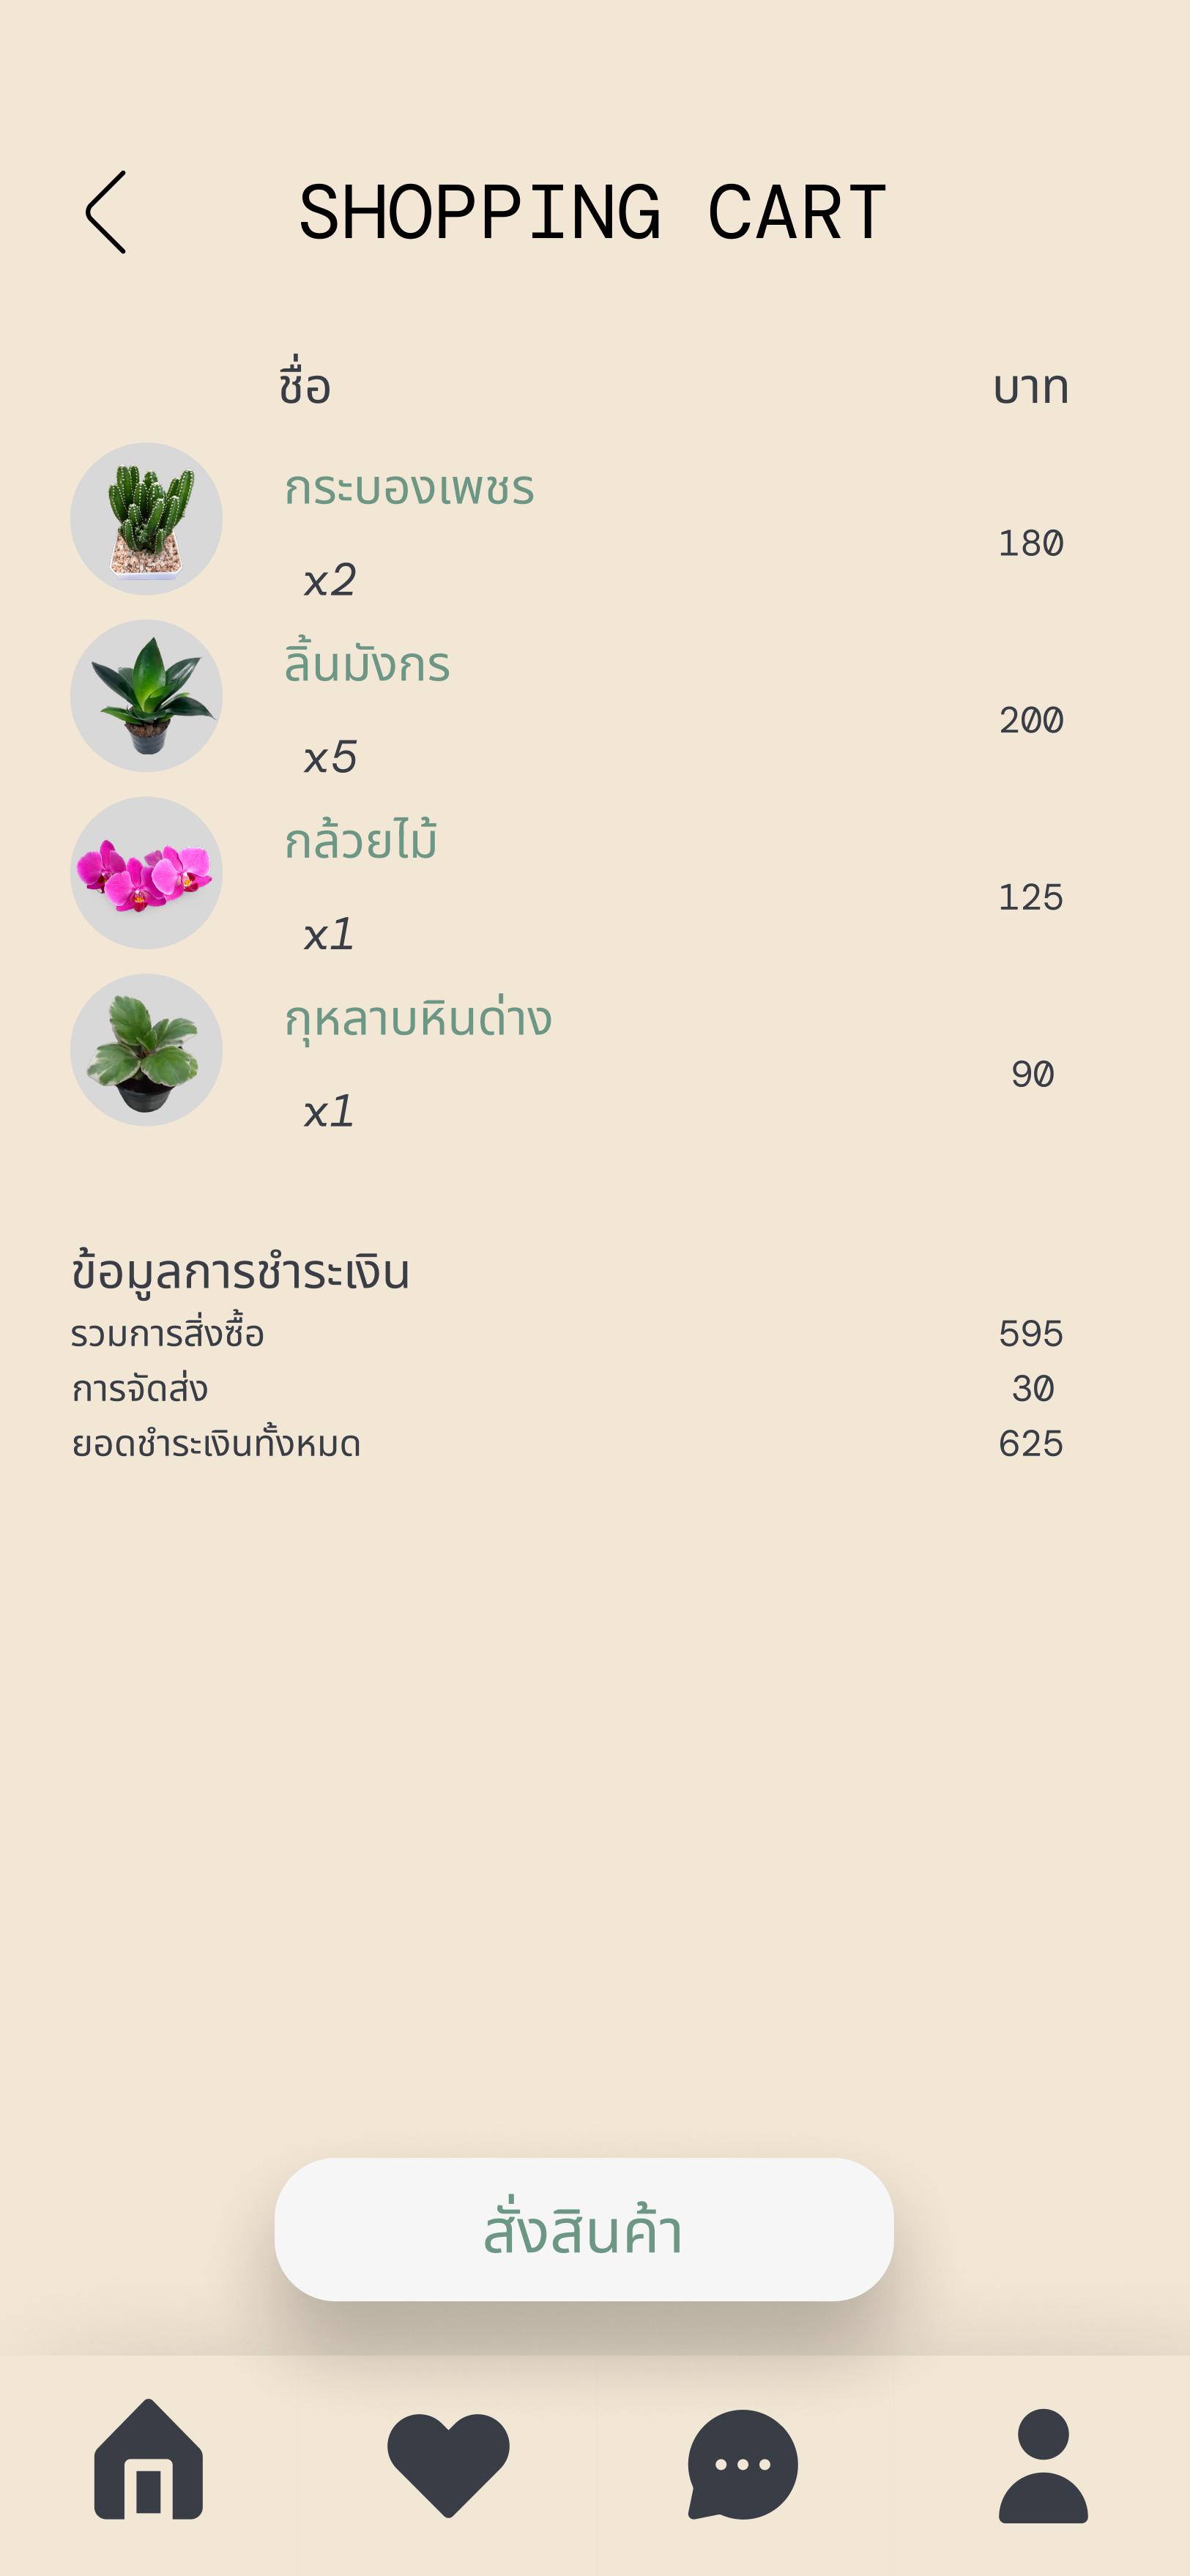 SHOPPING CART
ชื่อ บาท
กระบองเพชร
180
x2
ลิ้นมังกร
200
x5
กล้วยไม้
125
x1
กุหลาบหินด่าง
90
x1
ข้อมูลการชำระเงิน
รวมการสิ่งซื้อ 595
การจัดส่ง 30
ยอดชำระเงินทั้งหมด 625
สั่งสินค้า